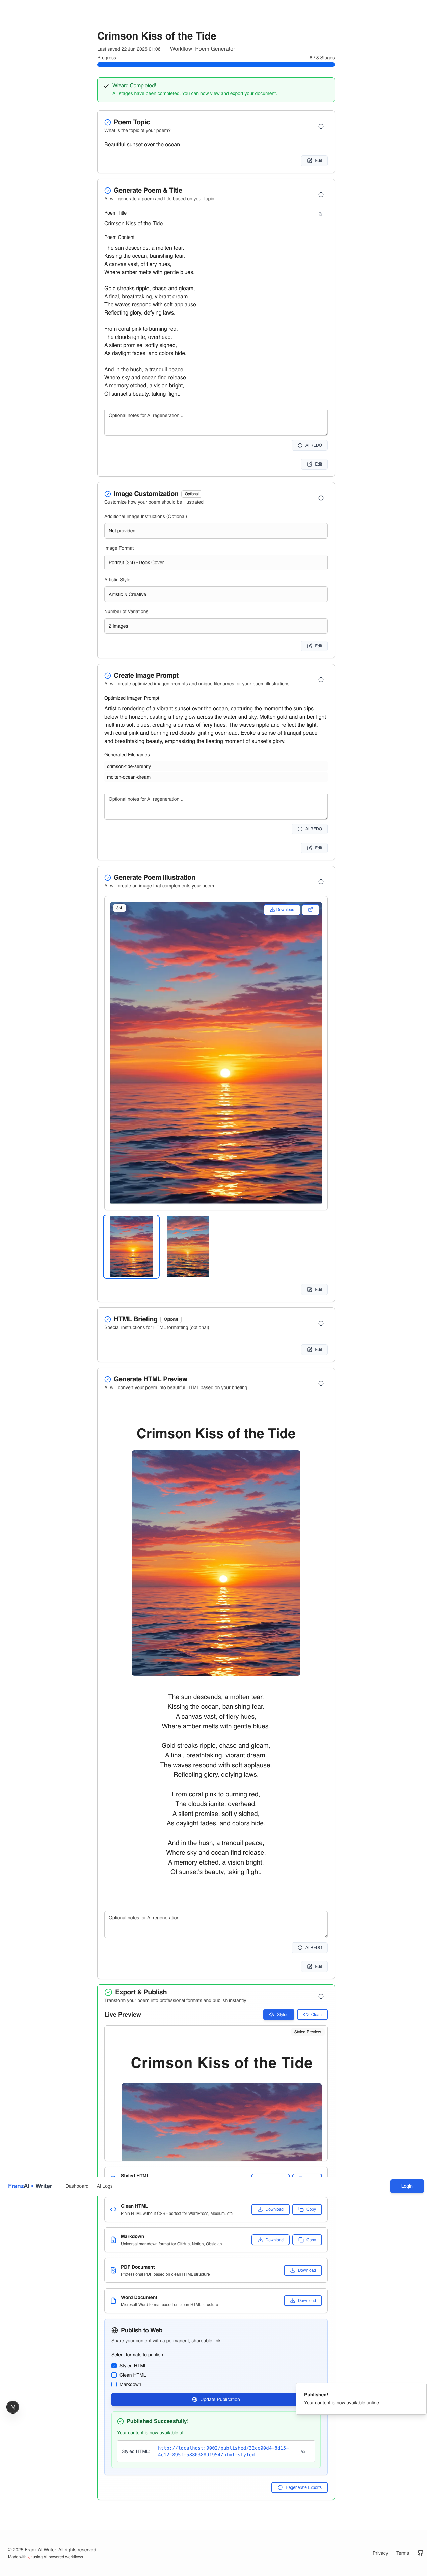 Crimson Kiss of the Tide
Last saved 22 Jun 2025 01:06 | Workflow: Poem Generator
Progress 8 / 8 Stages
Wizard Completed!
All stages have been completed. You can now view and export your document.
Poem Topic
What is the topic of your poem?
Beautiful sunset over the ocean
Edit
Generate Poem & Title
AI will generate a poem and title based on your topic.
Poem Title
Crimson Kiss of the Tide
Poem Content
The sun descends, a molten tear,
Kissing the ocean, banishing fear.
A canvas vast, of fiery hues,
Where amber melts with gentle blues.
Gold streaks ripple, chase and gleam,
A final, breathtaking, vibrant dream.
The waves respond with soft applause,
Reflecting glory, defying laws.
From coral pink to burning red,
The clouds ignite, overhead.
A silent promise, softly sighed,
As daylight fades, and colors hide.
And in the hush, a tranquil peace,
Where sky and ocean find release.
A memory etched, a vision bright,
Of sunset's beauty, taking flight.
Optional notes for AI regeneration...
AI REDO
Edit
Image Customization Optional
Customize how your poem should be illustrated
Additional Image Instructions (Optional)
Not provided
Image Format
Portrait (3:4) - Book Cover
Artistic Style
Artistic & Creative
Number of Variations
2 Images
Edit
Create Image Prompt
AI will create optimized imagen prompts and unique filenames for your poem illustrations.
Optimized Imagen Prompt
Artistic rendering of a vibrant sunset over the ocean, capturing the moment the sun dips
below the horizon, casting a fiery glow across the water and sky. Molten gold and amber light
melt into soft blues, creating a canvas of fiery hues. The waves ripple and reflect the light,
with coral pink and burning red clouds igniting overhead. Evoke a sense of tranquil peace
and breathtaking beauty, emphasizing the fleeting moment of sunset's glory.
Generated Filenames
crimson-tide-serenity
molten-ocean-dream
Optional notes for AI regeneration...
AI REDO
Edit
Generate Poem Illustration
AI will create an image that complements your poem.
3:4 Download
Edit
HTML Briefing Optional
Special instructions for HTML formatting (optional)
Edit
Generate HTML Preview
AI will convert your poem into beautiful HTML based on your briefing.
Crimson Kiss of the Tide
The sun descends, a molten tear,
Kissing the ocean, banishing fear.
A canvas vast, of fiery hues,
Where amber melts with gentle blues.
Gold streaks ripple, chase and gleam,
A final, breathtaking, vibrant dream.
The waves respond with soft applause,
Reflecting glory, defying laws.
From coral pink to burning red,
The clouds ignite, overhead.
A silent promise, softly sighed,
As daylight fades, and colors hide.
And in the hush, a tranquil peace,
Where sky and ocean find release.
A memory etched, a vision bright,
Of sunset's beauty, taking flight.
Optional notes for AI regeneration...
AI REDO
Edit
Export & Publish
Transform your poem into professional formats and publish instantly
Live Preview Styled Clean
Styled Preview
Crimson Kiss of the Tide
Styled HTML
FranzAI • Writer Dashboard AI Logs Login
Clean HTML
Plain HTML without CSS - perfect for WordPress, Medium, etc.
Download Copy
Markdown
Universal markdown format for GitHub, Notion, Obsidian
Download Copy
PDF Document
Professional PDF based on clean HTML structure
Download
Word Document
Microsoft Word format based on clean HTML structure
Download
Publish to Web
Share your content with a permanent, shareable link
Select formats to publish:
Styled HTML
Clean HTML
Markdown
Update Publication
Published!
Your content is now available online
Published Successfully!
Your content is now available at:
Styled HTML:
http://localhost:9002/published/32ce00d4-8d15-
4e12-895f-5880388d1954/html-styled
Regenerate Exports
© 2025 Franz AI Writer. All rights reserved.
Made with using AI-powered workflows
Privacy Terms